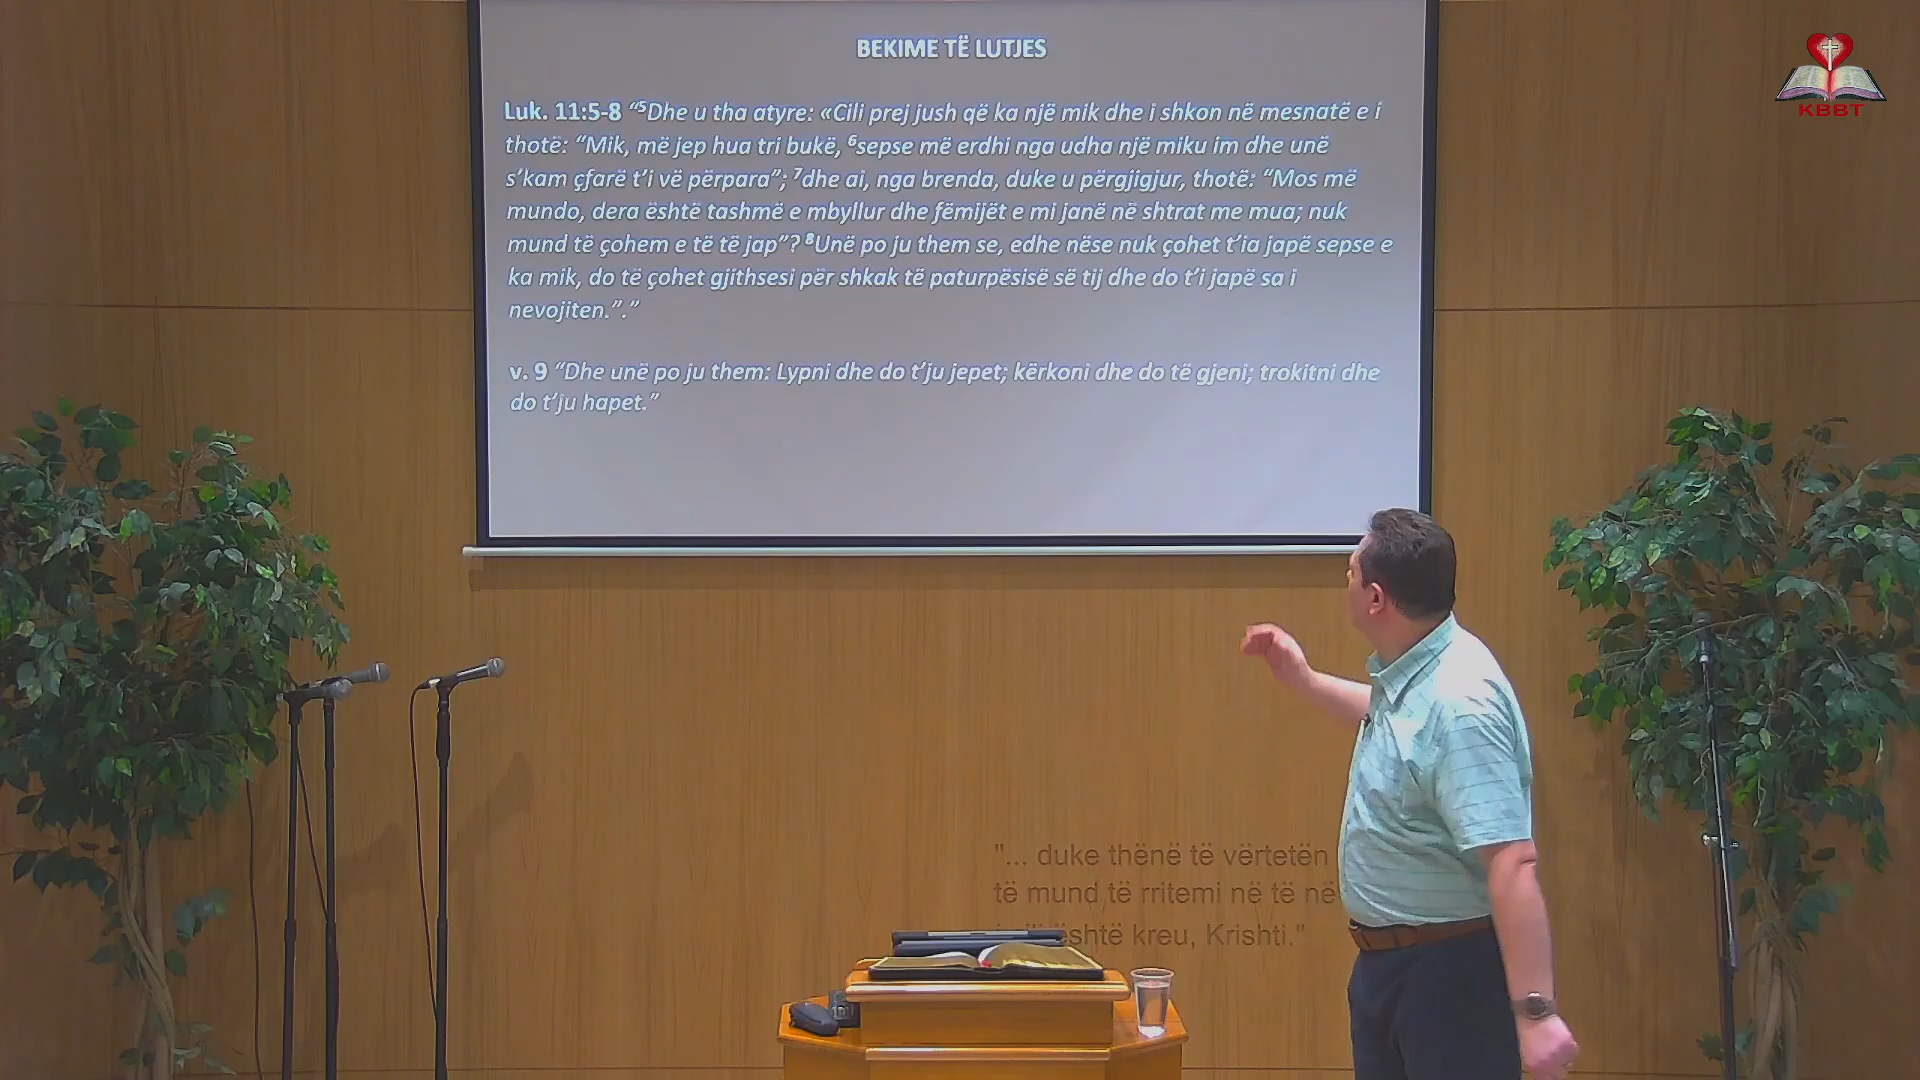 BEKIME TË LUTJES
Luk. 11:5-8 “⁵Dhe u tha atyre: «Cili prej jush që ka një mik dhe i shkon në mesnatë e i
thotë: “Mik, më jep hua tri bukë, ⁶sepse më erdhi nga udha një miku im dhe unë
s’kam çfarë t’i vë përpara”; ⁷dhe ai, nga brenda, duke u përgjigjur, thotë: “Mos më
mundo, dera është tashmë e mbyllur dhe fëmijët e mi janë në shtrat me mua; nuk
mund të çohem e të të jap”? ⁸Unë po ju them se, edhe nëse nuk çohet t’ia japë sepse e
ka mik, do të çohet gjithsesi për shkak të paturpësisë së tij dhe do t’i japë sa i
nevojiten.”.”
v. 9 “Dhe unë po ju them: Lypni dhe do t’ju jepet; kërkoni dhe do të gjeni; trokitni dhe
do t’ju hapet.”
KBBT
"... duke thënë të vërtetën
të mund të rritemi në të
është kreu, Krishti."